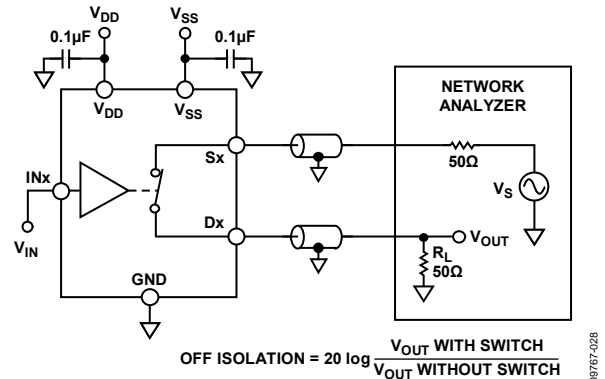 VDD
VSS
0.1µF
0.1µF
VDD
VSS
NETWORK
ANALYZER
Sx
50Ω
INx
VS
Dx
VOUT
VIN
RL
50Ω
GND
OFF ISOLATION = 20 log VOUT WITH SWITCH
VOUT WITHOUT SWITCH
09767-028